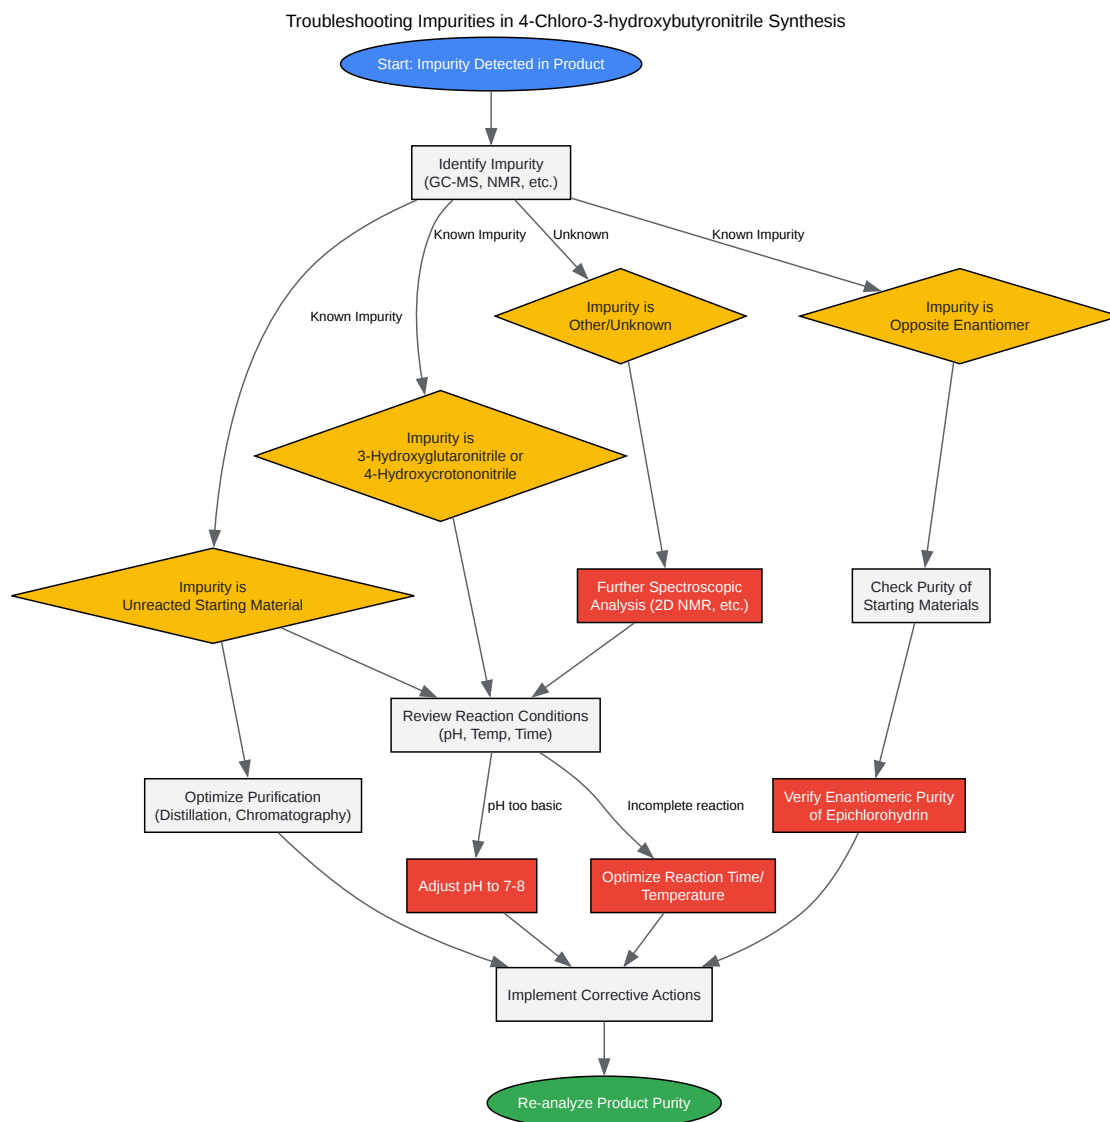 Troubleshooting Impurities in 4-Chloro-3-hydroxybutyronitrile Synthesis
Start: Impurity Detected in Product
Identify Impurity
(GC-MS, NMR, etc.)
Known Impurity
Unknown
Known Impurity
Known Impurity
Impurity is
Other/Unknown
Impurity is
Opposite Enantiomer
Impurity is
3-Hydroxyglutaronitrile or
4-Hydroxycrotononitrile
Impurity is
Unreacted Starting Material
Further Spectroscopic
Analysis (2D NMR, etc.)
Check Purity of
Starting Materials
Review Reaction Conditions
(pH, Temp, Time)
Optimize Purification
(Distillation, Chromatography)
pH too basic
Incomplete reaction
Verify Enantiomeric Purity
of Epichlorohydrin
Adjust pH to 7-8
Optimize Reaction Time/
Temperature
Implement Corrective Actions
Re-analyze Product Purity